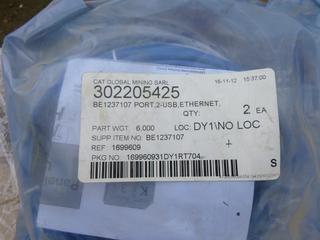 CAT GLOBAL MINING SARL 16-11-12 15:37:00
302205425
BE1237107 PORT,2-USB,ETHERNET,
QTY: 2 EA
PART WGT. 6,000 LOC: DY1\NO LOC
SUPP ITEM NO: BE1237107
REF 1699609
PKG NO 169960931DY1RT704
S
Panel